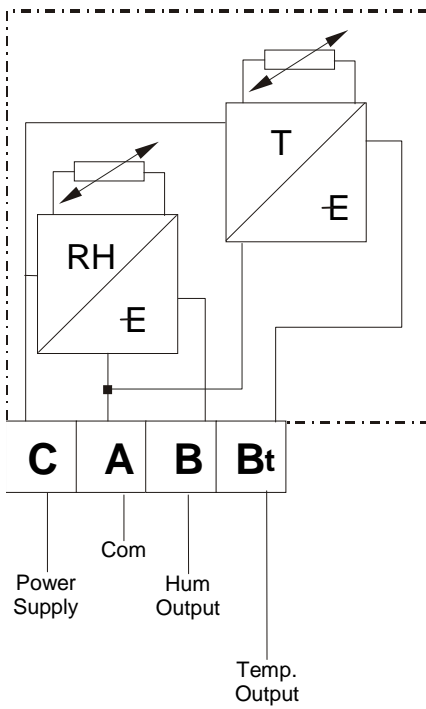 T
E
RH
E
C A B Bt
Com
Power
Supply
Hum
Output
Temp.
Output